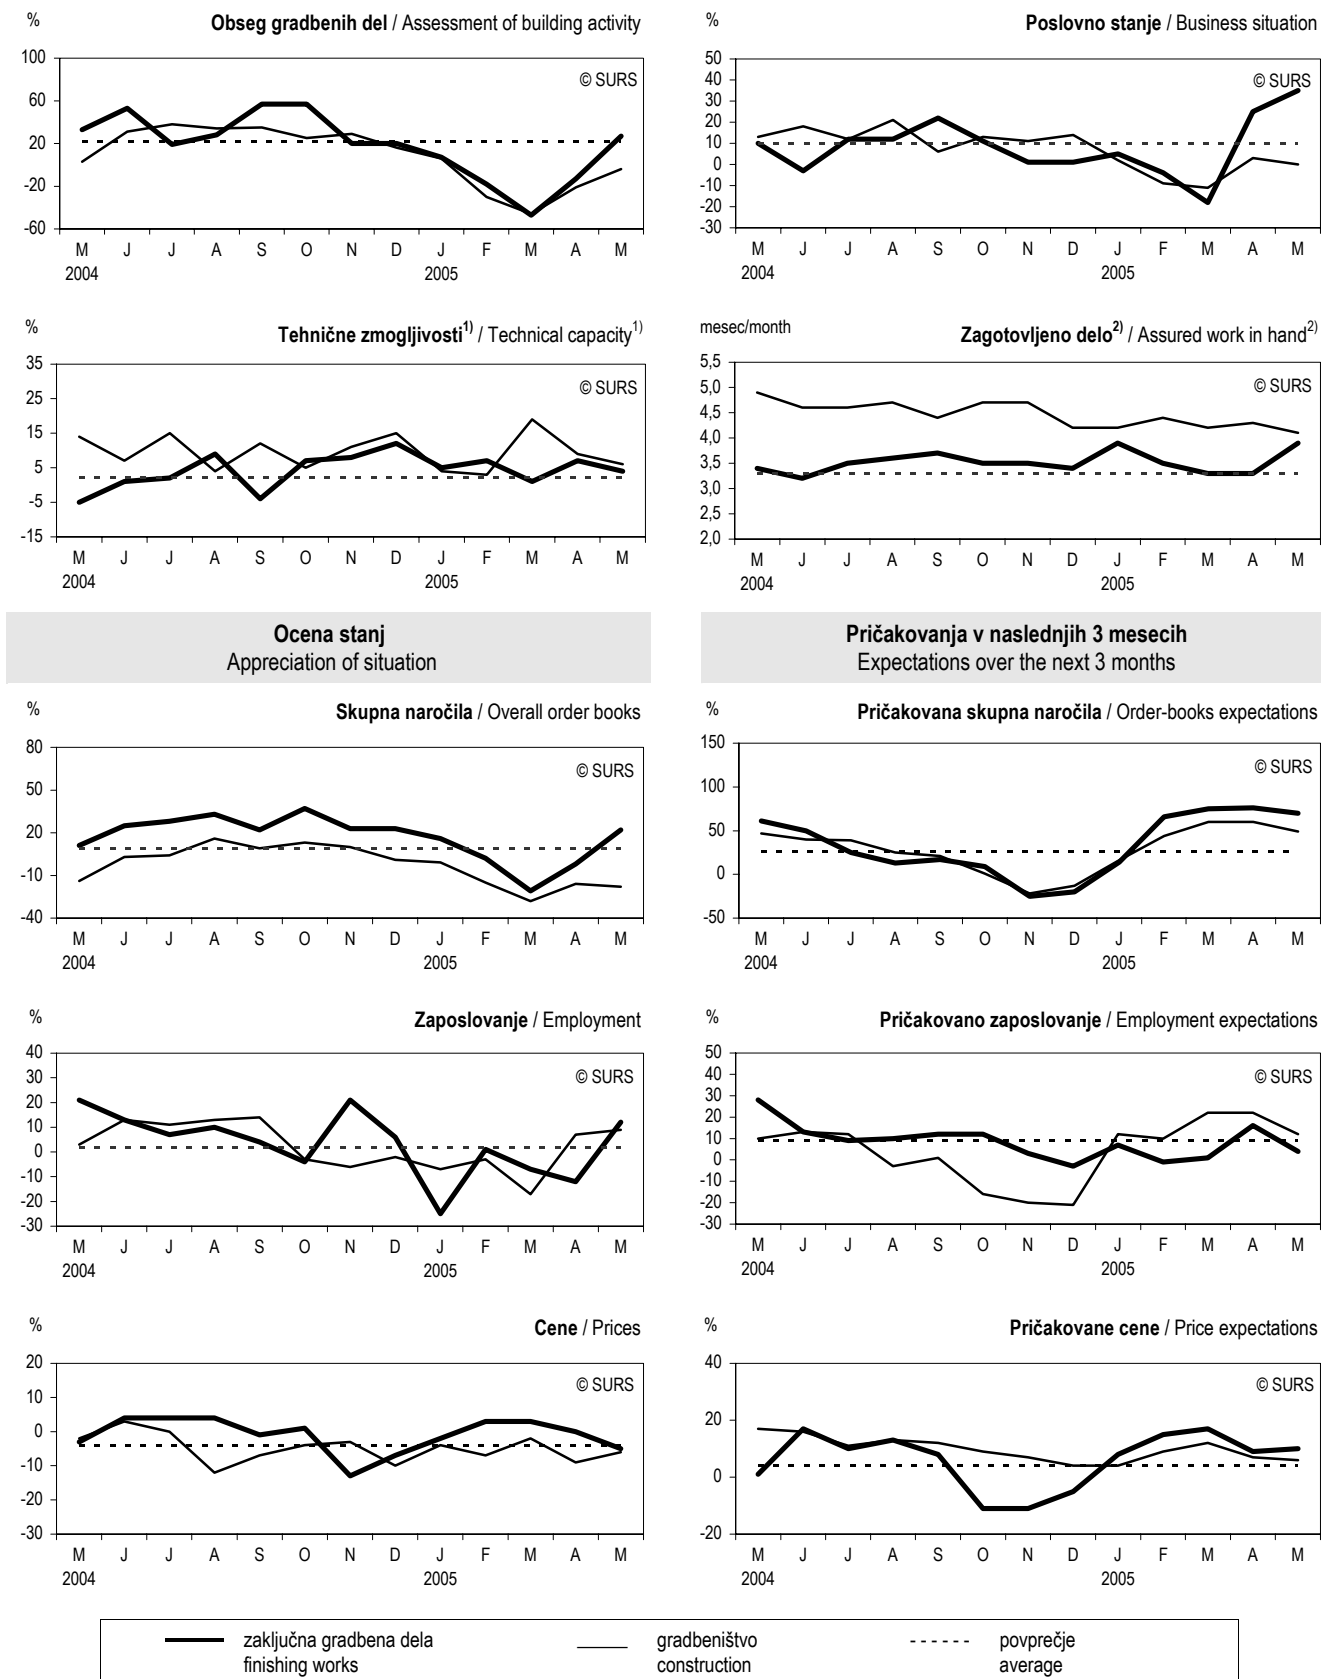 % Obseg gradbenih del / Assessment of building activity
© SURS
100
60
20
-20
-60
M J J A S O N D J F M A M
2004 2005
% Poslovno stanje / Business situation
© SURS
50
40
30
20
10
0
-10
-20
-30
M J J A S O N D J F M A M
2004 2005
% Tehnične zmogljivosti1) / Technical capacity1)
© SURS
35
25
15
5
-5
-15
M J J A S O N D J F M A M
2004 2005
mesec/month Zagotovljeno delo2) / Assured work in hand2)
© SURS
5,5
5,0
4,5
4,0
3,5
3,0
2,5
2,0
M J J A S O N D J F M A M
2004 2005
Ocena stanj
Appreciation of situation
Pričakovanja v naslednjih 3 mesecih
Expectations over the next 3 months
% Skupna naročila / Overall order books
© SURS
80
50
20
-10
-40
M J J A S O N D J F M A M
2004 2005
% Pričakovana skupna naročila / Order-books expectations
© SURS
150
100
50
0
-50
M J J A S O N D J F M A M
2004 2005
% Zaposlovanje / Employment
© SURS
40
30
20
10
0
-10
-20
-30
M J J A S O N D J F M A M
2004 2005
% Pričakovano zaposlovanje / Employment expectations
© SURS
50
40
30
20
10
0
-10
-20
-30
M J J A S O N D J F M A M
2004 2005
% Cene / Prices
© SURS
20
10
0
-10
-20
-30
M J J A S O N D J F M A M
2004 2005
% Pričakovane cene / Price expectations
© SURS
40
20
0
-20
M J J A S O N D J F M A M
2004 2005
zaključna gradbena dela gradbeništvo povprečje
finishing works construction average